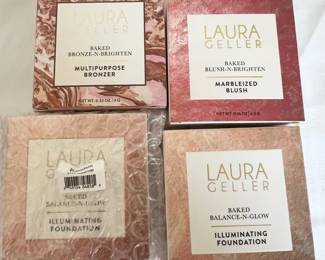 LAURA
GELLER
BAKED
BRONZE-N-BRIGHTEN
MULTIPURPOSE
BRONZER
LAURA
GELLER
BAKED
BLUSH-N-BRIGHTEN
MARBLEIZED
BLUSH
LAURA
GELLER
BAKED
BALANCE-N-GLOW
ILLUMINATING
FOUNDATION
LAURA
GELLER
BAKED
BALANCE-N-GLOW
ILLUMINATING
FOUNDATION